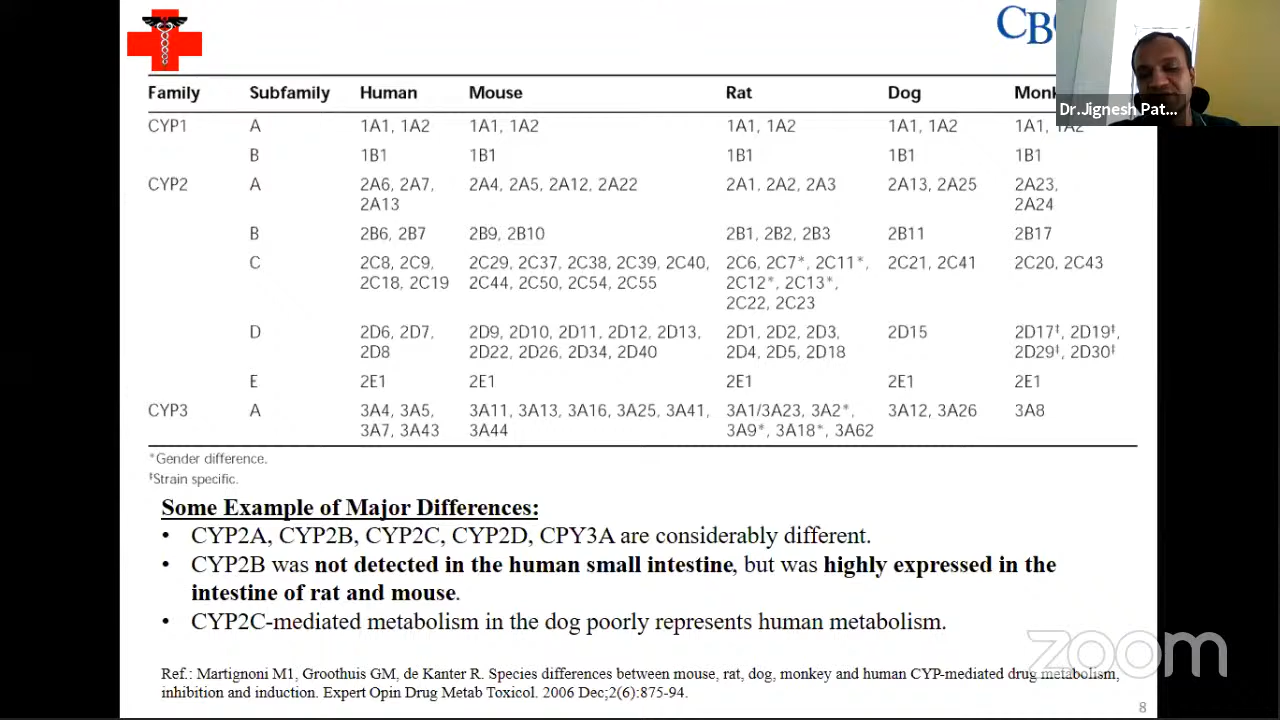 CB
Family Subfamily Human Mouse Rat Dog Monk
Dr.Jignesh Pat...
CYP1 A 1A1, 1A2 1A1, 1A2 1A1, 1A2 1A1, 1A2 1A1, 1A2
B 1B1 1B1 1B1 1B1 1B1
CYP2 A 2A6, 2A7, 2A4, 2A5, 2A12, 2A22 2A1, 2A2, 2A3 2A13, 2A25 2A23,
2A13 2A24
B 2B6, 2B7 2B9, 2B10 2B1, 2B2, 2B3 2B11 2B17
C 2C8, 2C9, 2C29, 2C37, 2C38, 2C39, 2C40, 2C6, 2C7*, 2C11*, 2C21, 2C41 2C20, 2C43
2C18, 2C19 2C44, 2C50, 2C54, 2C55 2C12*, 2C13*,
2C22, 2C23
D 2D6, 2D7, 2D9, 2D10, 2D11, 2D12, 2D13, 2D1, 2D2, 2D3, 2D15 2D17‡, 2D19‡,
2D8 2D22, 2D26, 2D34, 2D40 2D4, 2D5, 2D18 2D29‡, 2D30‡
E 2E1 2E1 2E1 2E1 2E1
CYP3 A 3A4, 3A5, 3A11, 3A13, 3A16, 3A25, 3A41, 3A1/3A23, 3A2*, 3A12, 3A26 3A8
3A7, 3A43 3A44 3A9*, 3A18*, 3A62
*Gender difference.
‡Strain specific.
Some Example of Major Differences:
• CYP2A, CYP2B, CYP2C, CYP2D, CPY3A are considerably different.
• CYP2B was not detected in the human small intestine, but was highly expressed in the
intestine of rat and mouse.
• CYP2C-mediated metabolism in the dog poorly represents human metabolism.
zoom
Ref.: Martignoni M1, Groothuis GM, de Kanter R. Species differences between mouse, rat, dog, monkey and human CYP-mediated drug metabolism,
inhibition and induction. Expert Opin Drug Metab Toxicol. 2006 Dec;2(6):875-94.
8